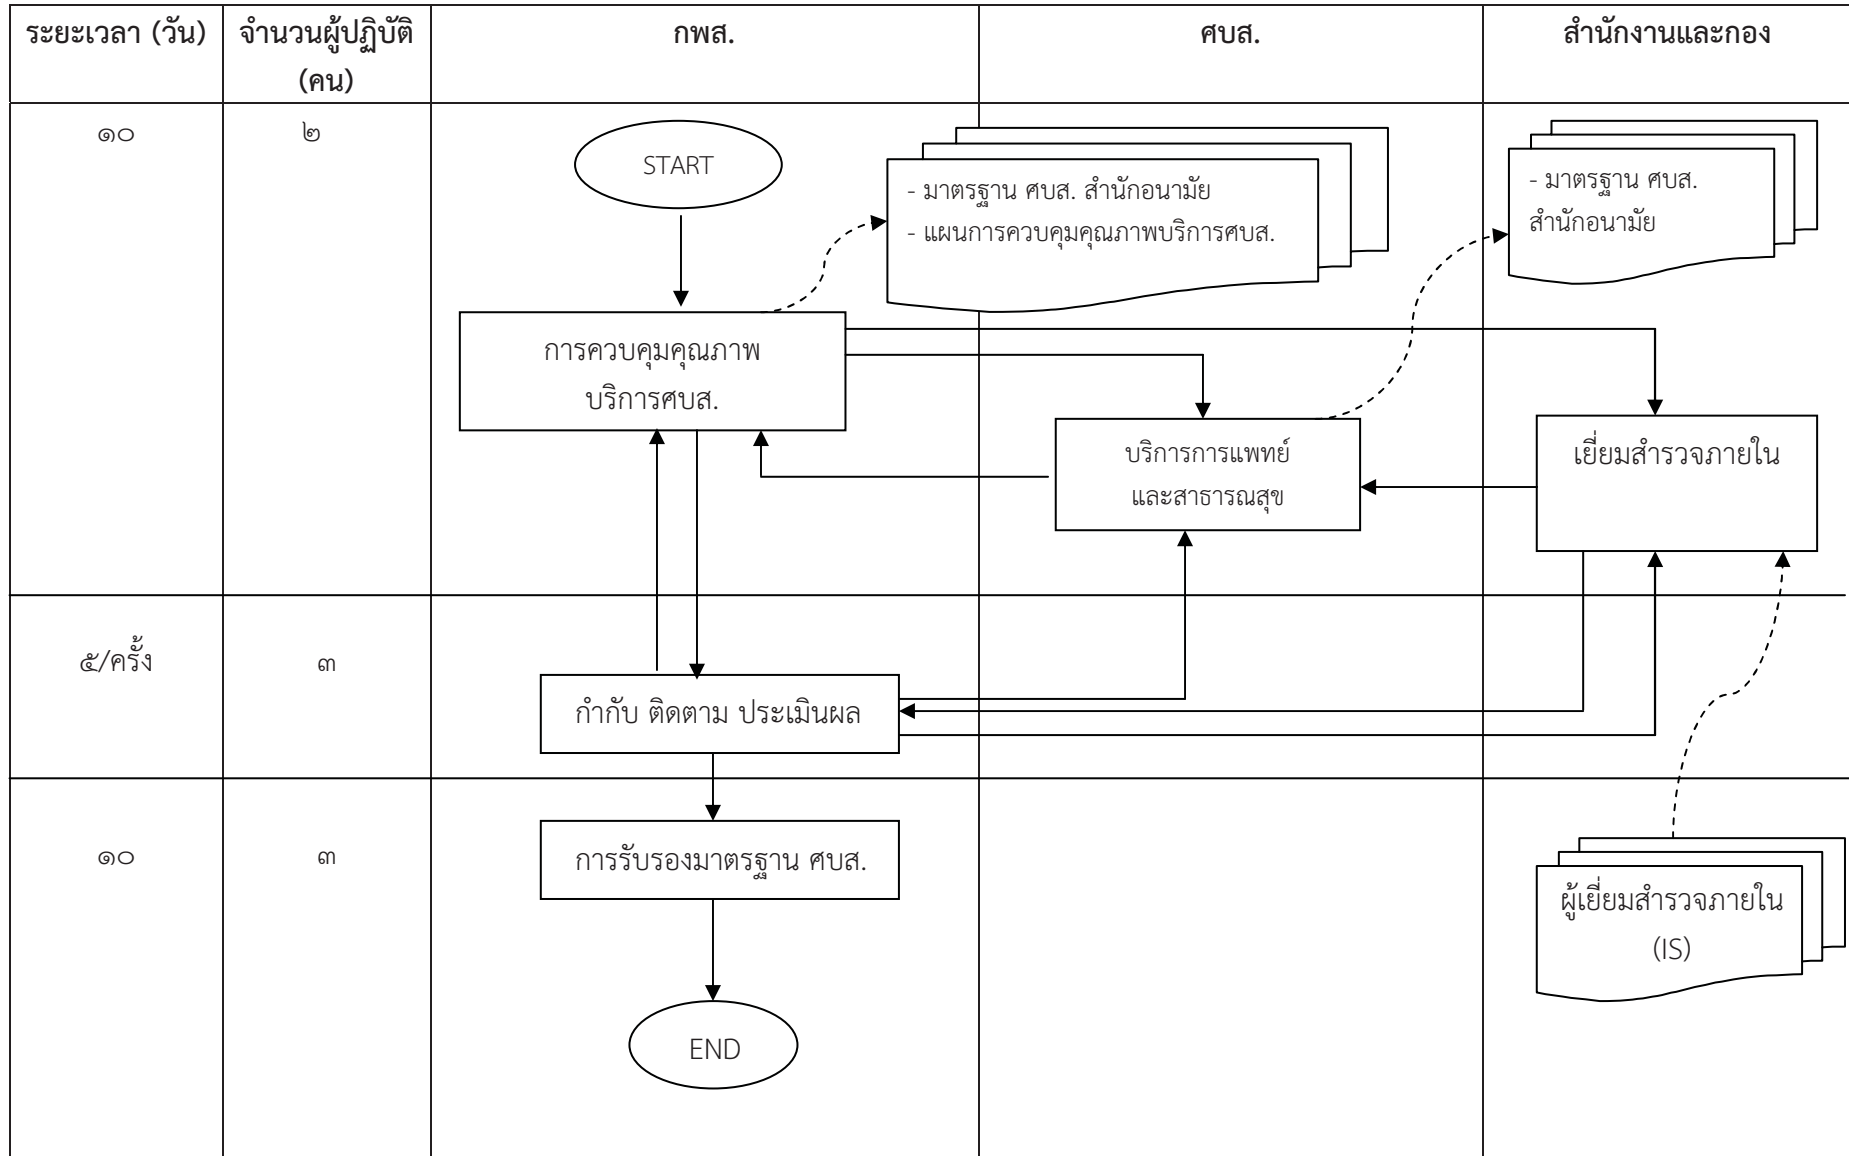 ระยะเวลา (วัน)
จำนวนผู้ปฏิบัติ
(คน)
กพส.
ศบส.
สำนักงานและกอง
๑๐
๒
START
- มาตรฐาน ศบส. สำนักอนามัย
- แผนการควบคุมคุณภาพบริการศบส.
- มาตรฐาน ศบส.
สำนักอนามัย
การควบคุมคุณภาพ
บริการศบส.
บริการการแพทย์
และสาธารณสุข
เยี่ยมสำรวจภายใน
๕/ครั้ง
๓
กำกับ ติดตาม ประเมินผล
๑๐
๓
การรับรองมาตรฐาน ศบส.
ผู้เยี่ยมสำรวจภายใน
(IS)
END